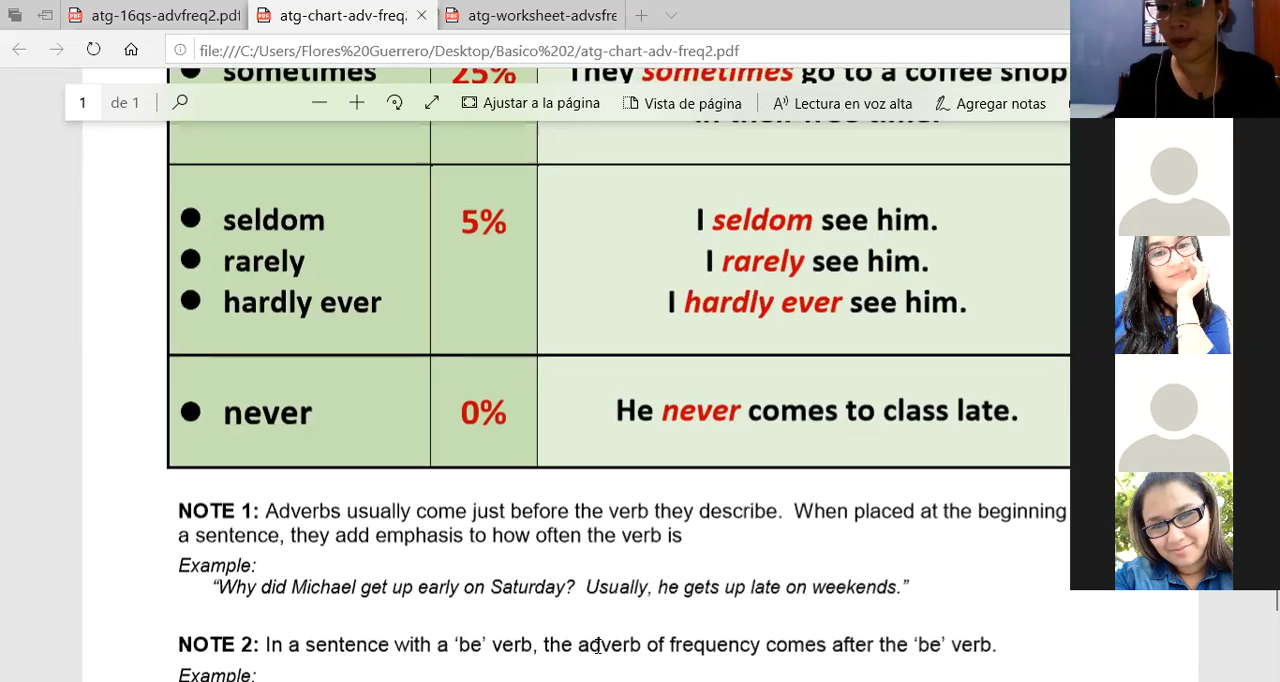 atg-16qs-advfreq2.pdf
atg-chart-adv-freq2
atg-worksheet-advsfre
file:///C:/Users/Flores%20Guerrero/Desktop/Basico%202/atg-chart-adv-freq2.pdf
1 de 1
Ajustar a la página
Vista de página
Lectura en voz alta
Agregar notas
sometimes 25% They sometimes go to a coffee shop
in their free time.
seldom 5% I seldom see him.
rarely I rarely see him.
hardly ever I hardly ever see him.
never 0% He never comes to class late.
NOTE 1: Adverbs usually come just before the verb they describe. When placed at the beginning
a sentence, they add emphasis to how often the verb is
Example:
“Why did Michael get up early on Saturday? Usually, he gets up late on weekends.”
NOTE 2: In a sentence with a ‘be’ verb, the adverb of frequency comes after the ‘be’ verb.
Example: